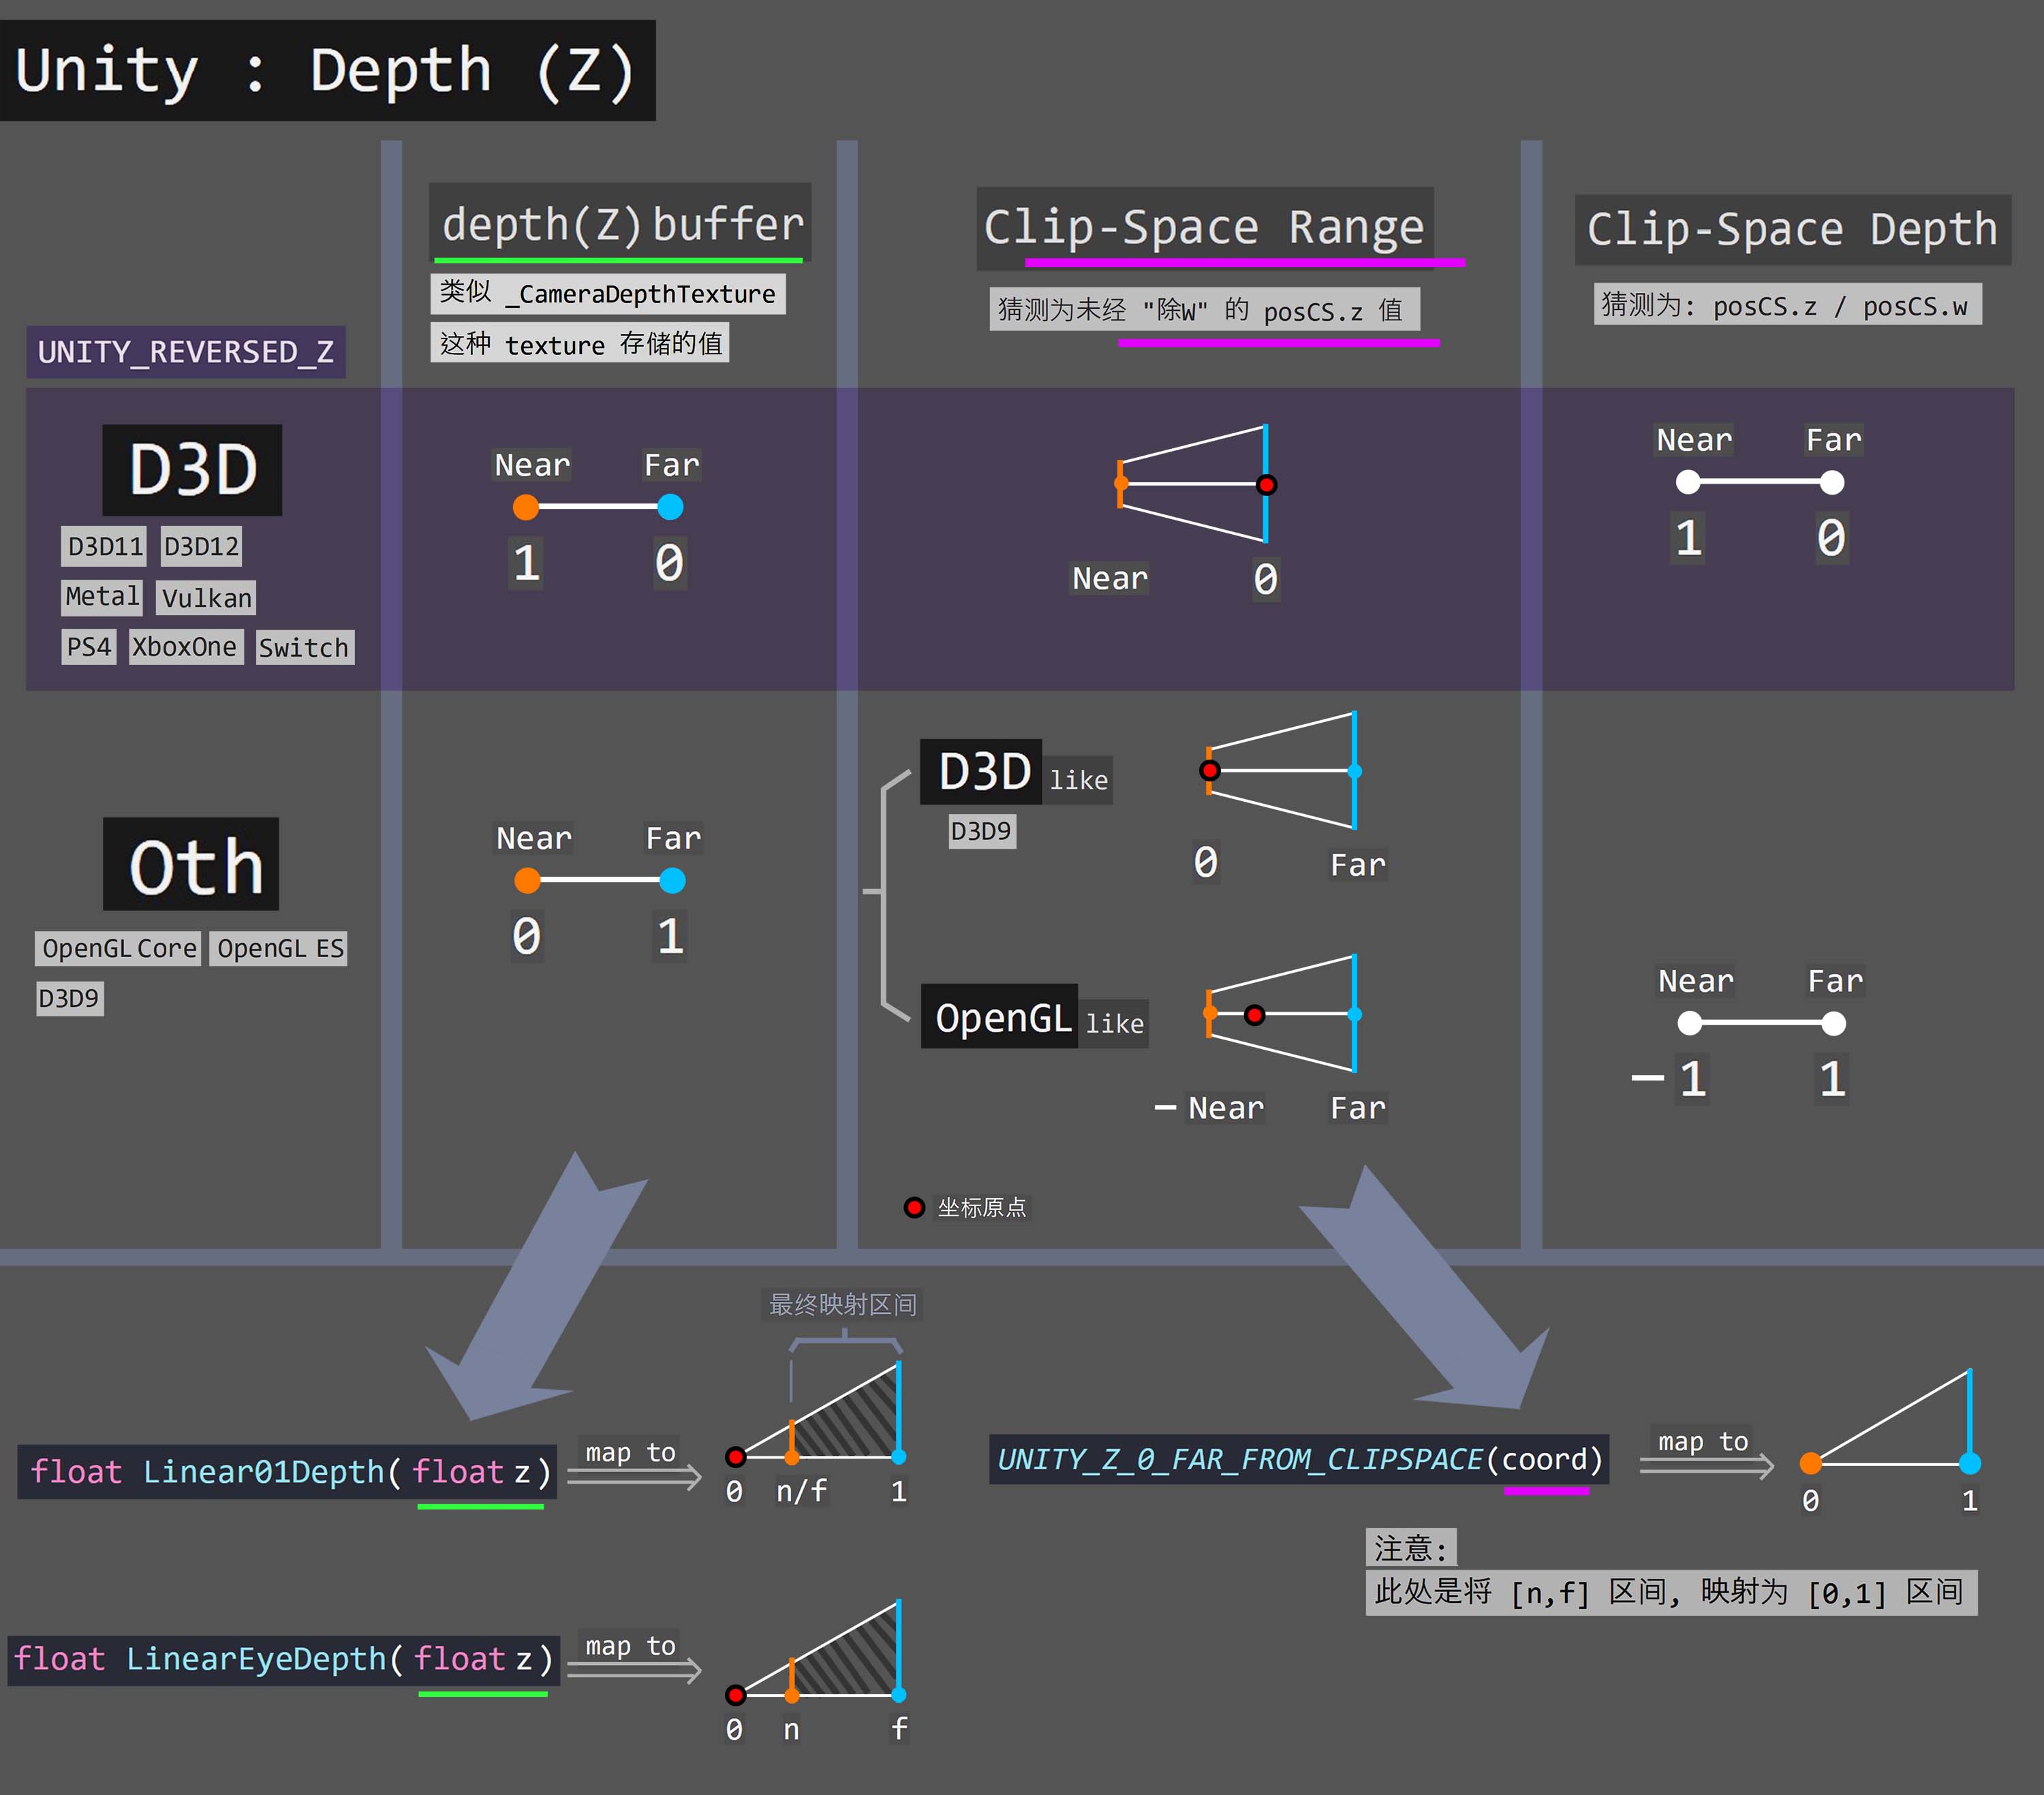 Unity : Depth (Z)
depth(Z)buffer
类似 _CameraDepthTexture
这种 texture 存储的值
Clip-Space Range
猜测为未经 "除W" 的 posCS.z 值
Clip-Space Depth
猜测为: posCS.z / posCS.w
UNITY_REVERSED_Z
D3D
D3D11 D3D12
Metal Vulkan
PS4 XboxOne Switch
Near Far
1 0
Near 0
Near Far
1 0
Oth
OpenGL Core OpenGL ES
D3D9
Near Far
0 1
D3D like
D3D9
0 Far
OpenGL like
-Near Far
Near Far
-1 1
坐标原点
最终映射区间
float Linear01Depth( float z)
map to
0 n/f 1
UNITY_Z_0_FAR_FROM_CLIPSPACE(coord)
map to
0 1
注意:
此处是将 [n,f] 区间, 映射为 [0,1] 区间
float LinearEyeDepth( float z)
map to
0 n f